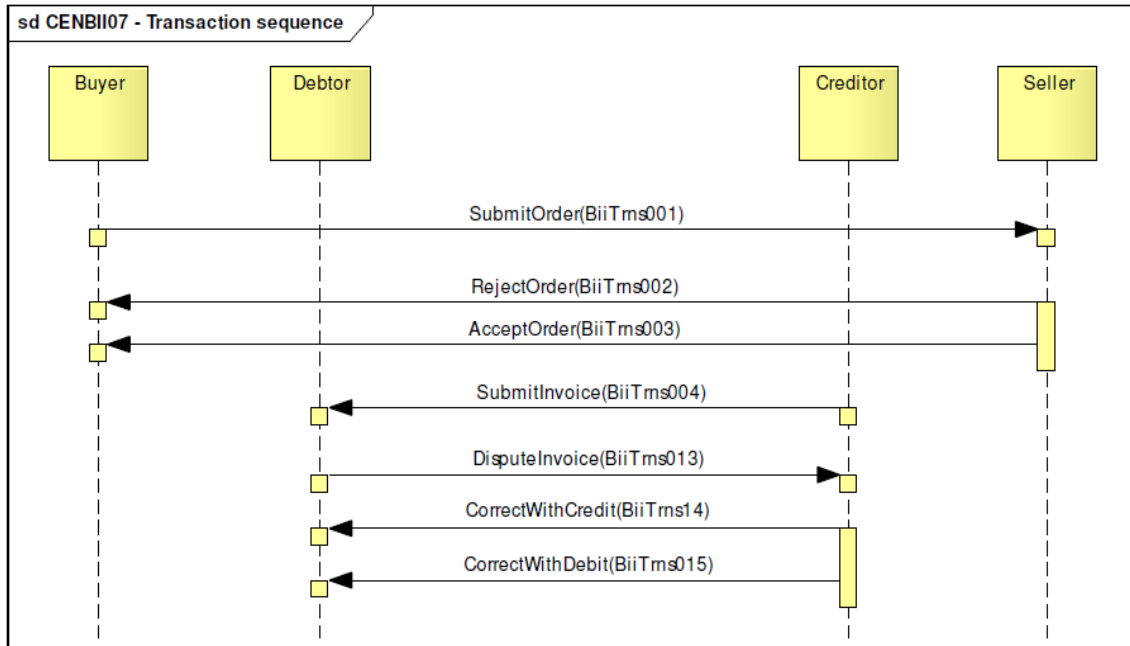 sd CENBII07 - Transaction sequence
Buyer
Debtor
Creditor
Seller
SubmitOrder(BiiTrns001)
RejectOrder(BiiTrns002)
AcceptOrder(BiiTrns003)
SubmitInvoice(BiiTrns004)
DisputeInvoice(BiiTrns013)
CorrectWithCredit(BiiTrns14)
CorrectWithDebit(BiiTrns015)